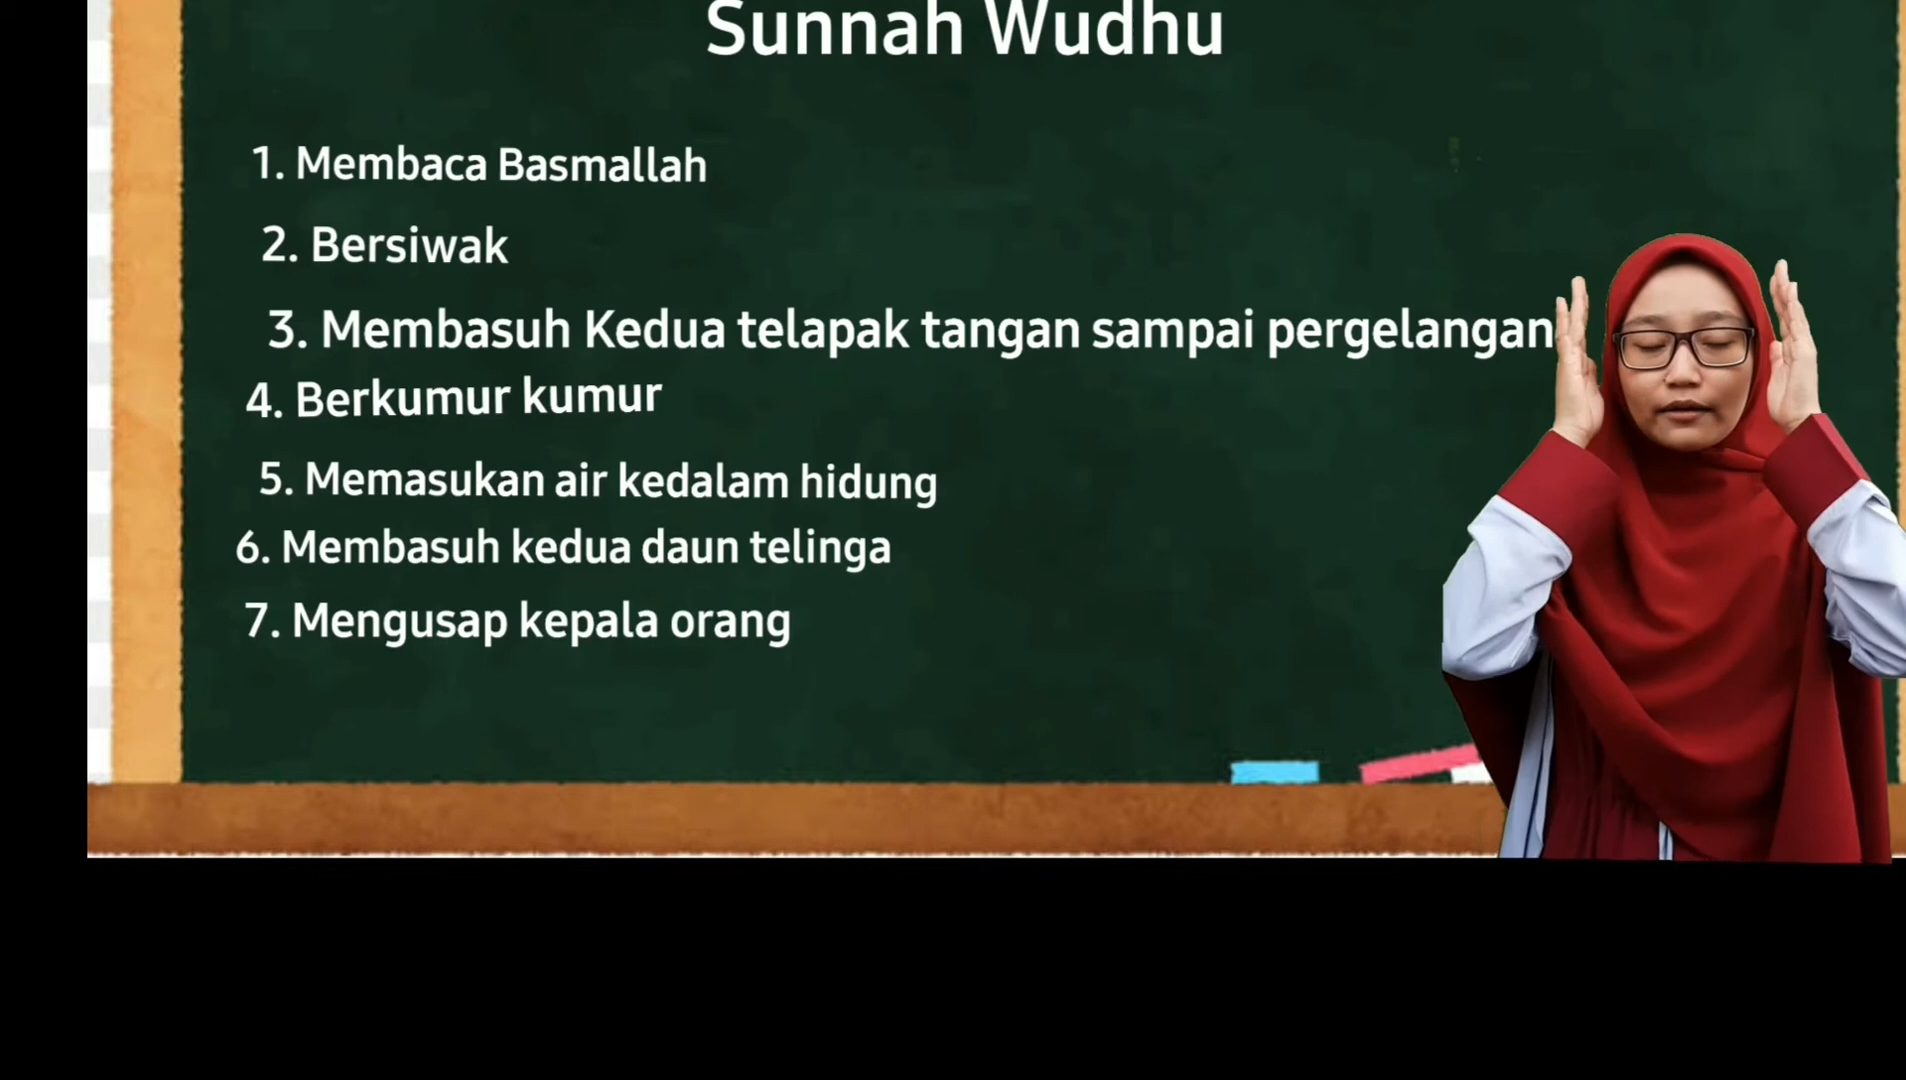 Sunnah Wudhu
1. Membaca Basmallah
2. Bersiwak
3. Membasuh Kedua telapak tangan sampai pergelangan
4. Berkumur kumur
5. Memasukan air kedalam hidung
6. Membasuh kedua daun telinga
7. Mengusap kepala orang